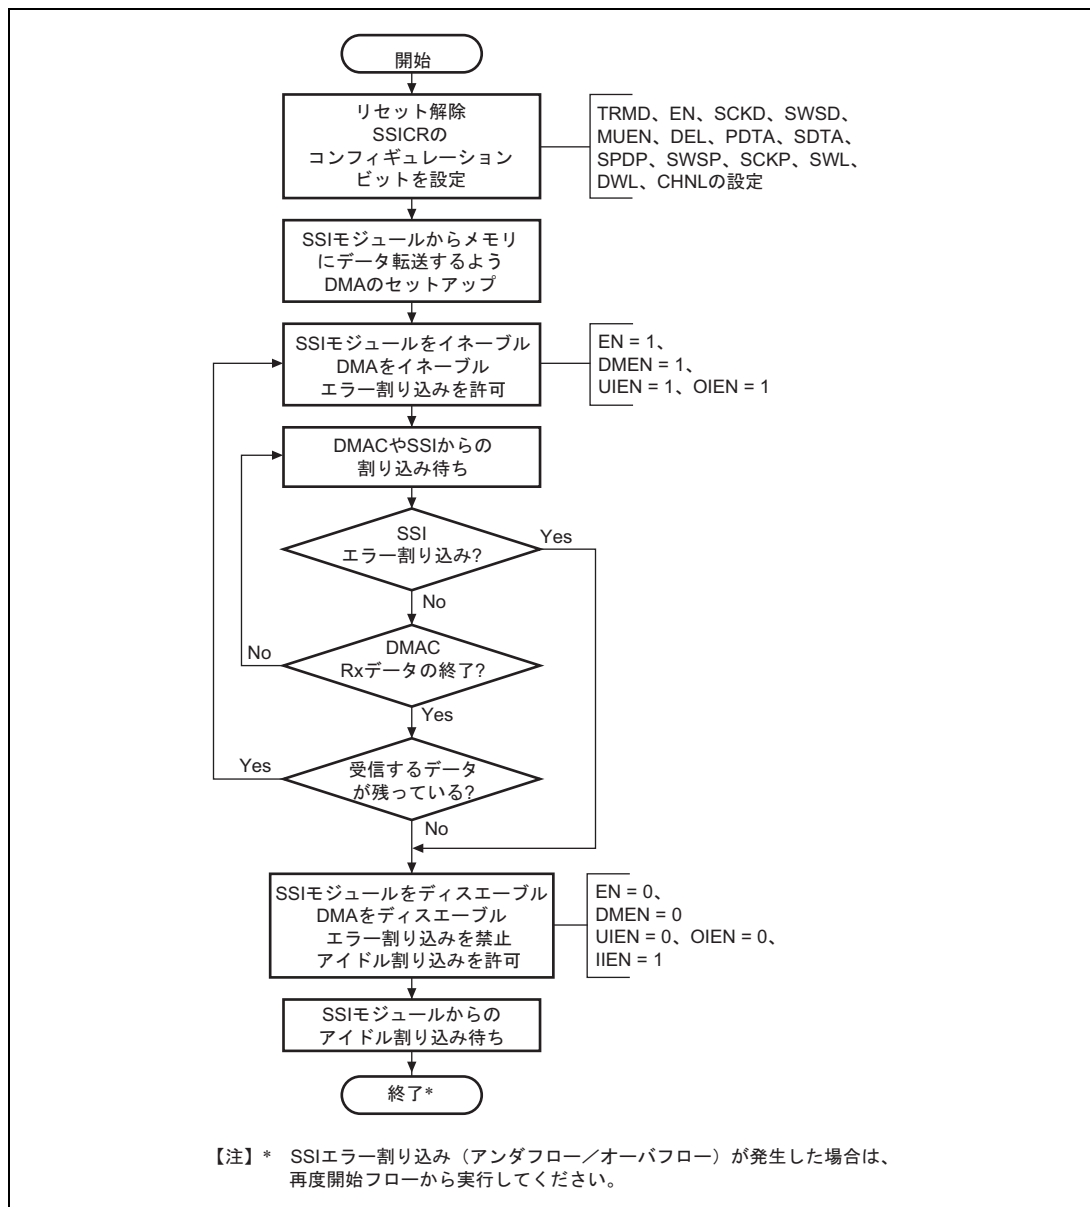 開始
リセット解除
SSICRの
コンフィギュレーション
ビットを設定
TRMD、EN、SCKD、SWSD、
MUEN、DEL、PDTA、SDTA、
SPDP、SWSP、SCKP、SWL、
DWL、CHNLの設定
SSIモジュールからメモリ
にデータ転送するよう
DMAのセットアップ
SSIモジュールをイネーブル
DMAをイネーブル
エラー割り込みを許可
EN = 1、
DMEN = 1、
UIEN = 1、OIEN = 1
DMACやSSIからの
割り込み待ち
SSI
エラー割り込み?
Yes
No
DMAC
Rxデータの終了?
No
Yes
受信するデータ
が残っている?
Yes
No
SSIモジュールをディスエーブル
DMAをディスエーブル
エラー割り込みを禁止
アイドル割り込みを許可
EN = 0、
DMEN = 0
UIEN = 0、OIEN = 0、
IIEN = 1
SSIモジュールからの
アイドル割り込み待ち
終了*
【注】* SSIエラー割り込み（アンダフロー／オーバフロー）が発生した場合は、
再度開始フローから実行してください。